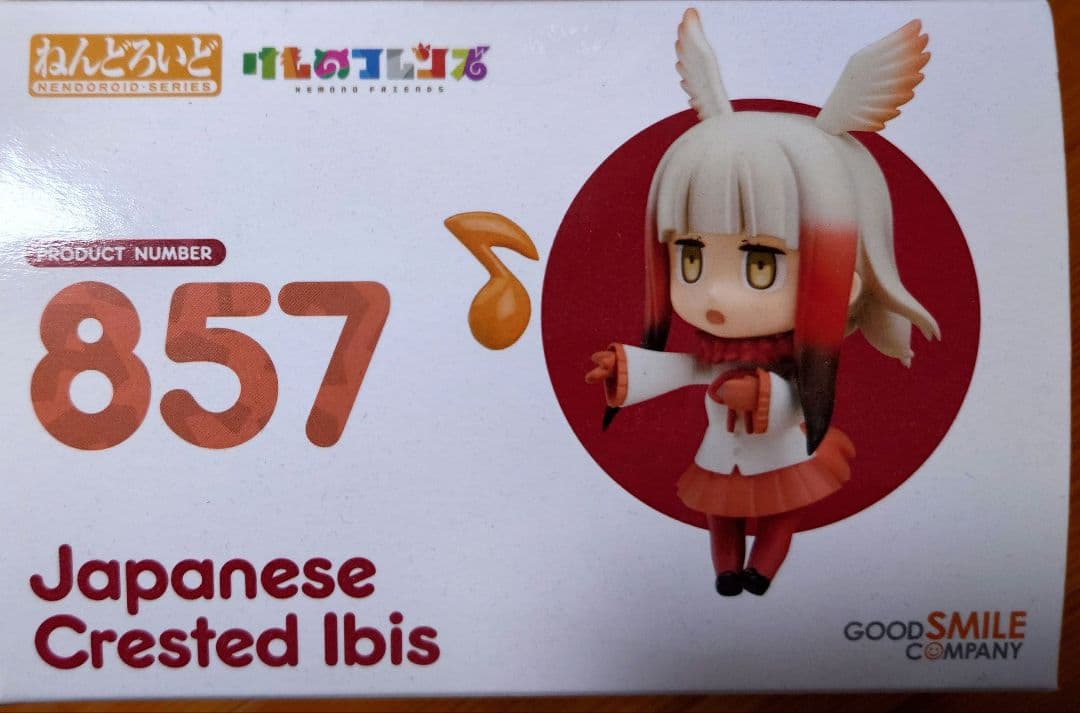 ねんどろいど
NENDOROID・SERIES
けものフレンズ
KEMONO FRIENDS
PRODUCT NUMBER
857
Japanese
Crested Ibis
GOOD SMILE
COMPANY